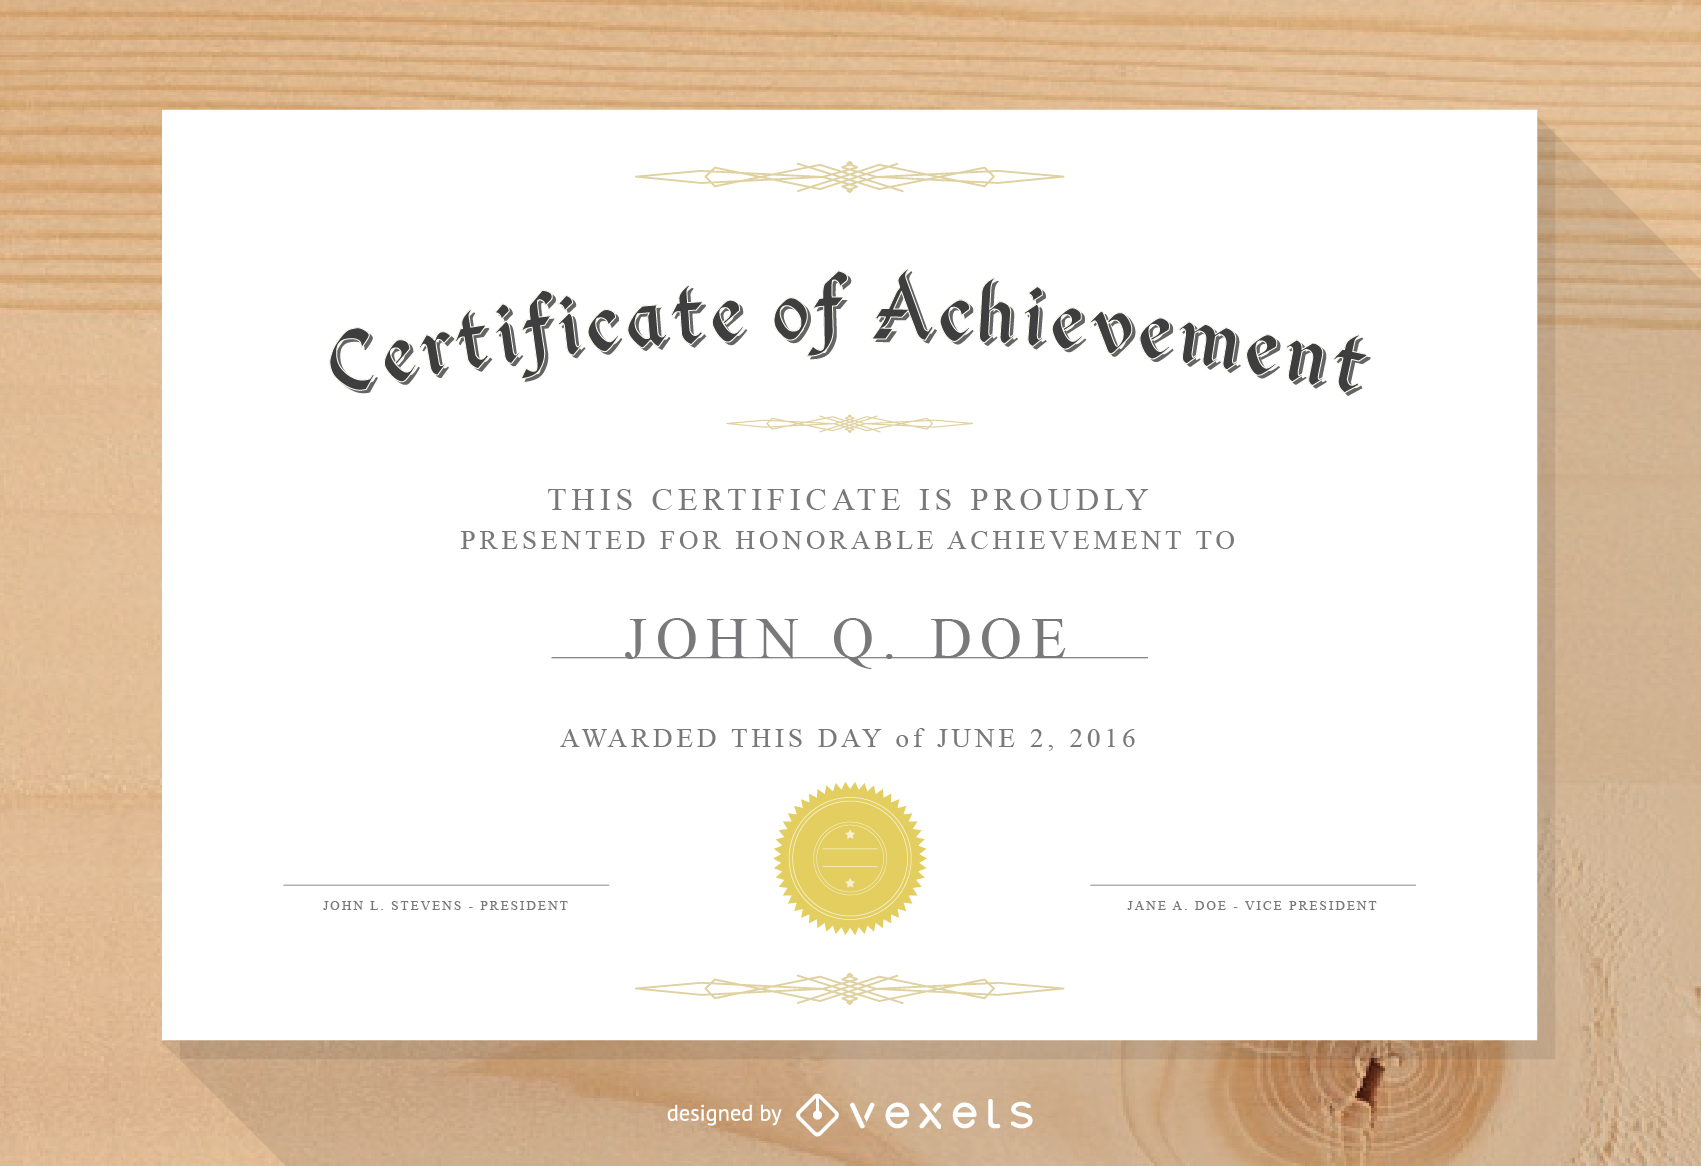 Certificate of Achievement
THIS CERTIFICATE IS PROUDLY
PRESENTED FOR HONORABLE ACHIEVEMENT TO
JOHN Q. DOE
AWARDED THIS DAY of JUNE 2, 2016
JOHN L. STEVENS - PRESIDENT
JANE A. DOE - VICE PRESIDENT
designed by vexels